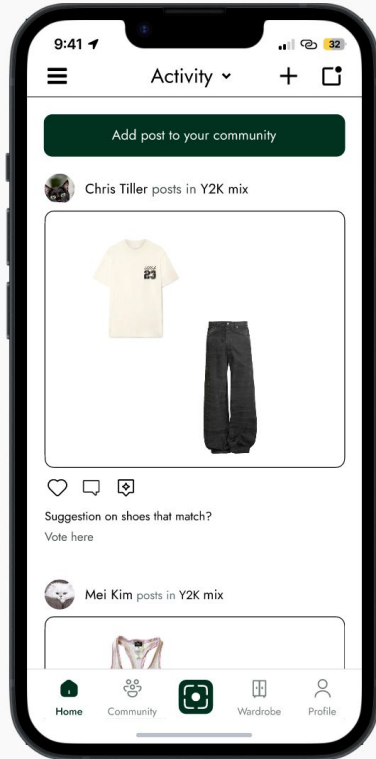 9:41
32
Activity
Add post to your community
Chris Tiller posts in Y2K mix
23
Suggestion on shoes that match?
Vote here
Mei Kim posts in Y2K mix
Home
Community
Wardrobe
Profile